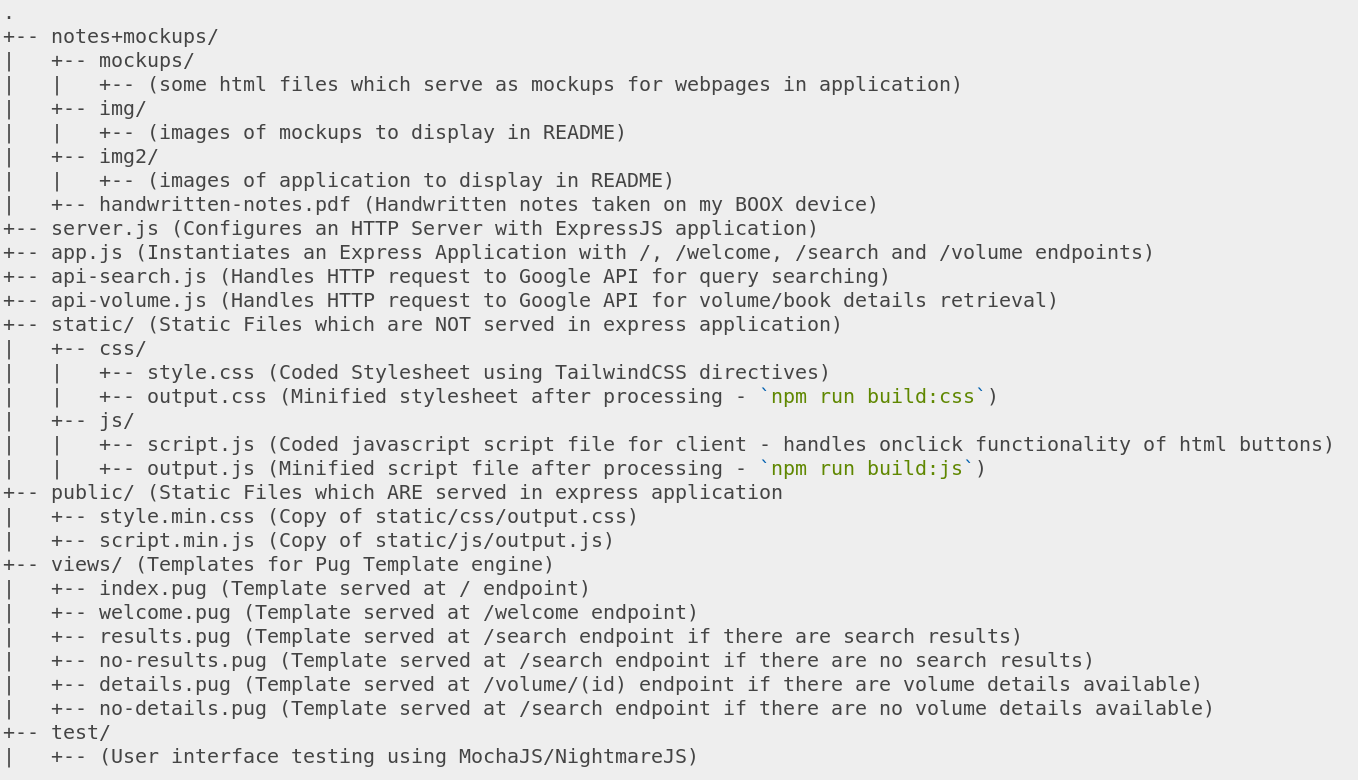 .
+-- notes+mockups/
|   +-- mockups/
|   |   +-- (some html files which serve as mockups for webpages in application)
|   +-- img/
|   |   +-- (images of mockups to display in README)
|   +-- img2/
|   |   +-- (images of application to display in README)
|   +-- handwritten-notes.pdf (Handwritten notes taken on my BOOX device)
+-- server.js (Configures an HTTP Server with ExpressJS application)
+-- app.js (Instantiates an Express Application with /, /welcome, /search and /volume endpoints)
+-- api-search.js (Handles HTTP request to Google API for query searching)
+-- api-volume.js (Handles HTTP request to Google API for volume/book details retrieval)
+-- static/ (Static Files which are NOT served in express application)
|   +-- css/
|   |   +-- style.css (Coded Stylesheet using TailwindCSS directives)
|   |   +-- output.css (Minified stylesheet after processing - `npm run build:css`)
|   +-- js/
|   |   +-- script.js (Coded javascript script file for client - handles onclick functionality of html buttons)
|   |   +-- output.js (Minified script file after processing - `npm run build:js`)
+-- public/ (Static Files which ARE served in express application
|   +-- style.min.css (Copy of static/css/output.css)
|   +-- script.min.js (Copy of static/js/output.js)
+-- views/ (Templates for Pug Template engine)
|   +-- index.pug (Template served at / endpoint)
|   +-- welcome.pug (Template served at /welcome endpoint)
|   +-- results.pug (Template served at /search endpoint if there are search results)
|   +-- no-results.pug (Template served at /search endpoint if there are no search results)
|   +-- details.pug (Template served at /volume/(id) endpoint if there are volume details available)
|   +-- no-details.pug (Template served at /search endpoint if there are no volume details available)
+-- test/
|   +-- (User interface testing using MochaJS/NightmareJS)